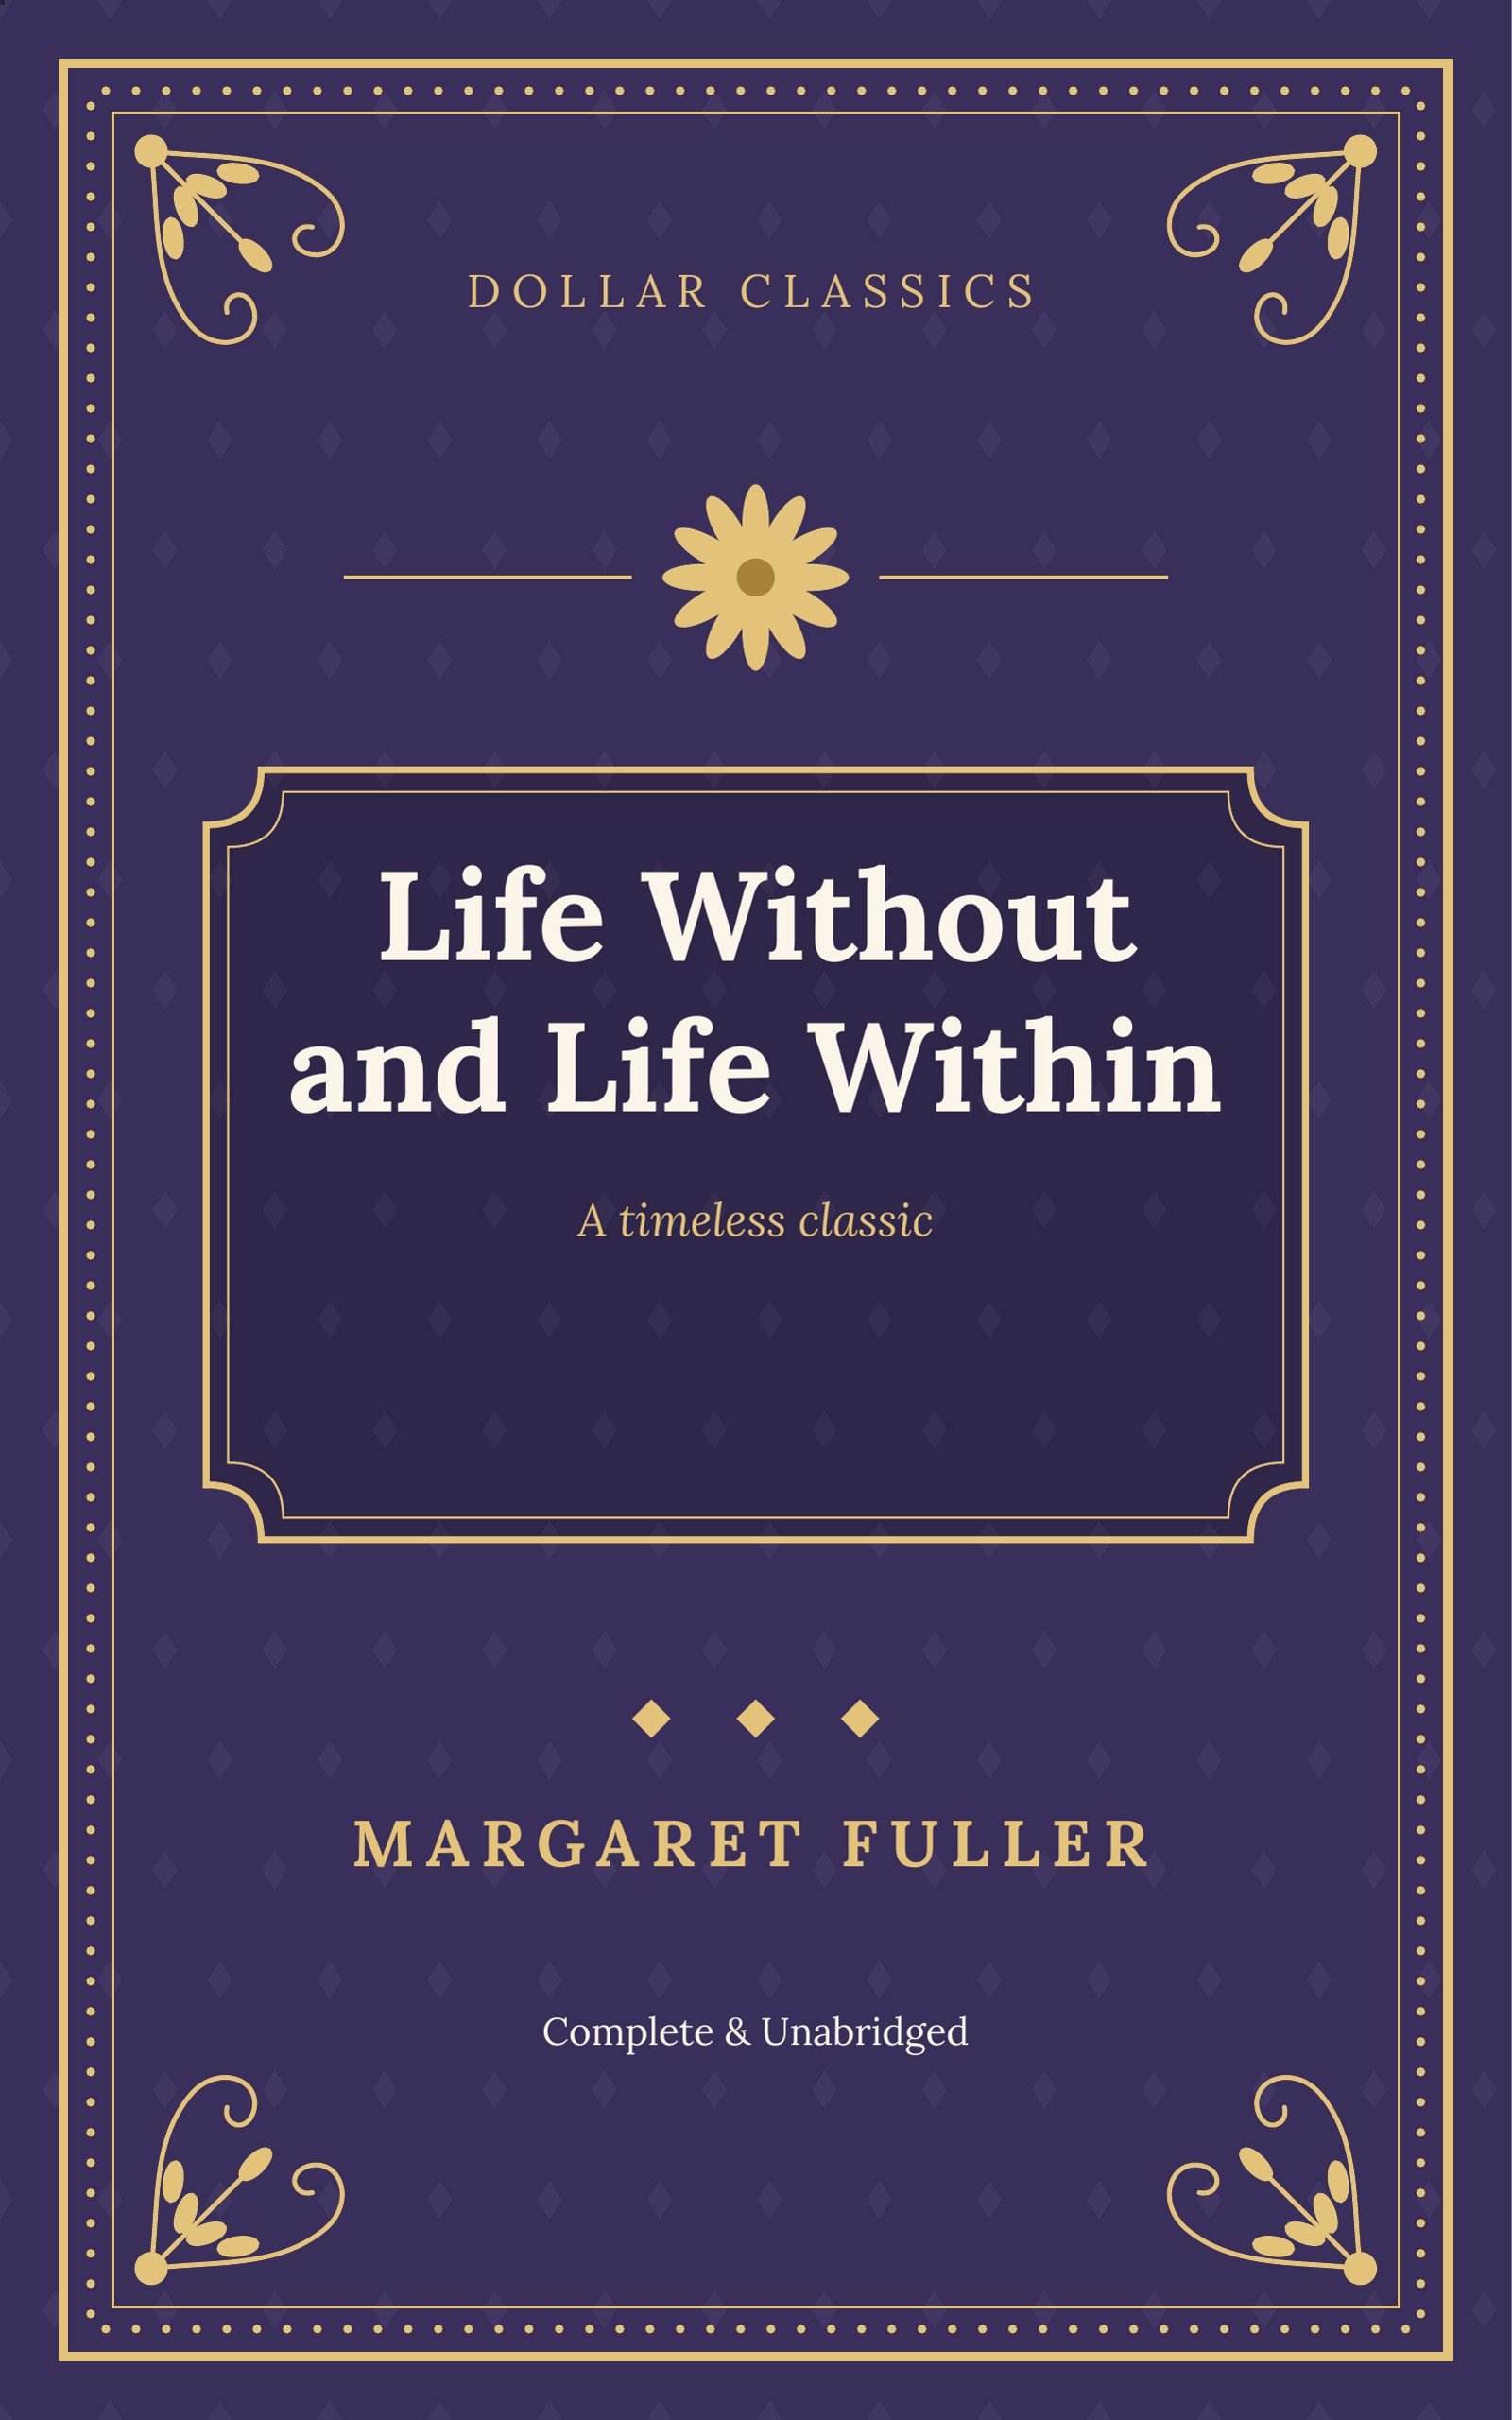 DOLLAR CLASSICS
Life Without
and Life Within
A timeless classic
MARGARET FULLER
Complete & Unabridged